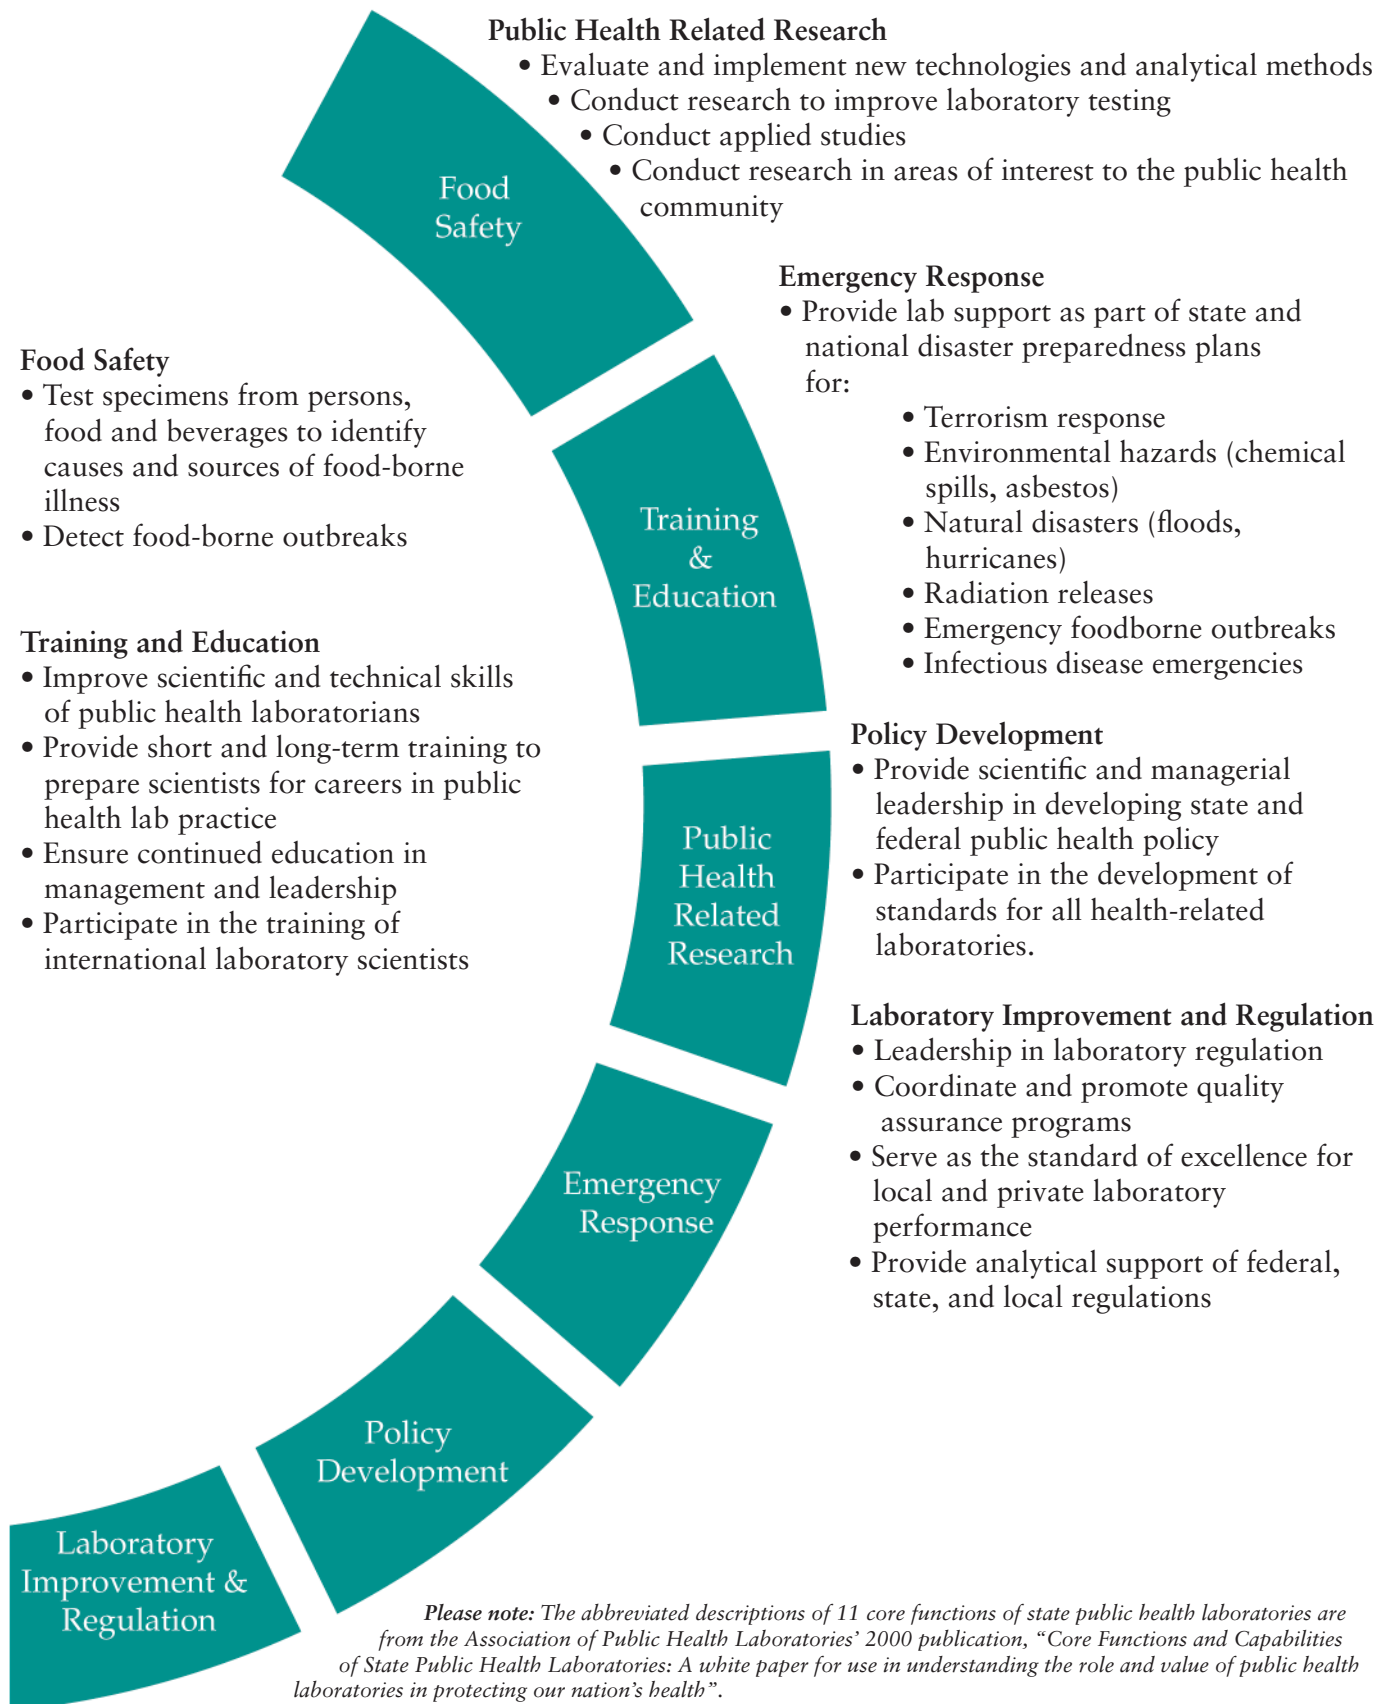 Public Health Related Research
• Evaluate and implement new technologies and analytical methods
• Conduct research to improve laboratory testing
• Conduct applied studies
• Conduct research in areas of interest to the public health
community
Food
Safety
Emergency Response
• Provide lab support as part of state and
national disaster preparedness plans
for:
• Terrorism response
• Environmental hazards (chemical
spills, asbestos)
• Natural disasters (floods,
hurricanes)
• Radiation releases
• Emergency foodborne outbreaks
• Infectious disease emergencies
Food Safety
• Test specimens from persons,
food and beverages to identify
causes and sources of food-borne
illness
• Detect food-borne outbreaks
Training
&
Education
Training and Education
• Improve scientific and technical skills
of public health laboratorians
• Provide short and long-term training to
prepare scientists for careers in public
health lab practice
• Ensure continued education in
management and leadership
• Participate in the training of
international laboratory scientists
Policy Development
• Provide scientific and managerial
leadership in developing state and
federal public health policy
• Participate in the development of
standards for all health-related
laboratories.
Public
Health
Related
Research
Laboratory Improvement and Regulation
• Leadership in laboratory regulation
• Coordinate and promote quality
assurance programs
• Serve as the standard of excellence for
local and private laboratory
performance
• Provide analytical support of federal,
state, and local regulations
Emergency
Response
Policy
Development
Laboratory
Improvement &
Regulation
Please note: The abbreviated descriptions of 11 core functions of state public health laboratories are
from the Association of Public Health Laboratories’ 2000 publication, “Core Functions and Capabilities
of State Public Health Laboratories: A white paper for use in understanding the role and value of public health
laboratories in protecting our nation’s health”.